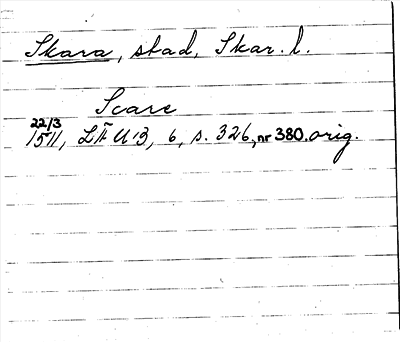 Skara, stad, Skar. l.
Scare
22/3
1511, LÄUB, 6, s. 326, nr 380. orig.